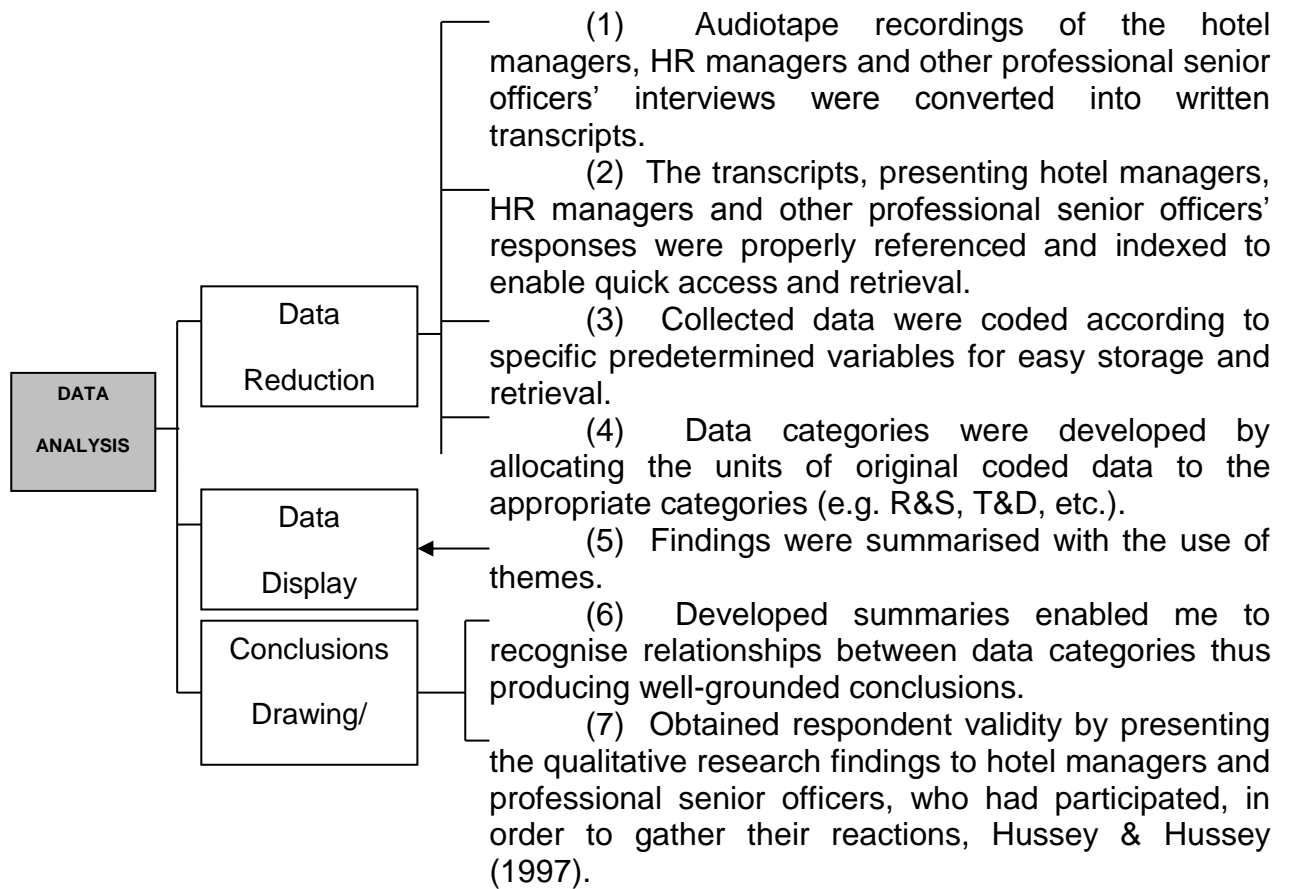 DATA
ANALYSIS
Data
Reduction
Data
Display
Conclusions
Drawing/
(1) Audiotape recordings of the hotel
managers, HR managers and other professional senior
officers’ interviews were converted into written
transcripts.
(2) The transcripts, presenting hotel managers,
HR managers and other professional senior officers’
responses were properly referenced and indexed to
enable quick access and retrieval.
(3) Collected data were coded according to
specific predetermined variables for easy storage and
retrieval.
(4) Data categories were developed by
allocating the units of original coded data to the
appropriate categories (e.g. R&S, T&D, etc.).
(5) Findings were summarised with the use of
themes.
(6) Developed summaries enabled me to
recognise relationships between data categories thus
producing well-grounded conclusions.
(7) Obtained respondent validity by presenting
the qualitative research findings to hotel managers and
professional senior officers, who had participated, in
order to gather their reactions, Hussey & Hussey
(1997).